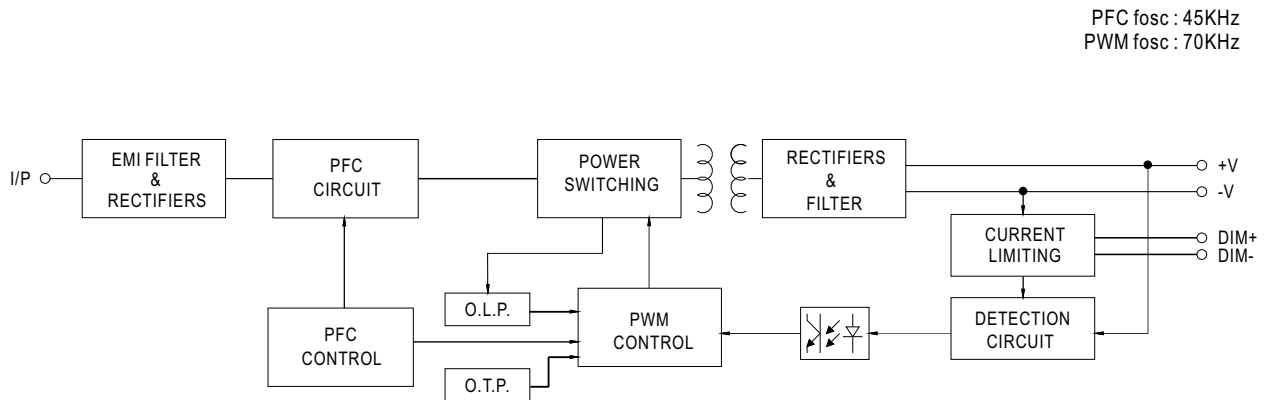 PFC fosc : 45KHz
PWM fosc : 70KHz
I/P
EMI FILTER
&
RECTIFIERS
PFC
CIRCUIT
POWER
SWITCHING
RECTIFIERS
&
FILTER
+V
-V
CURRENT
LIMITING
DIM+
DIM-
O.L.P.
PFC
CONTROL
PWM
CONTROL
DETECTION
CIRCUIT
O.T.P.